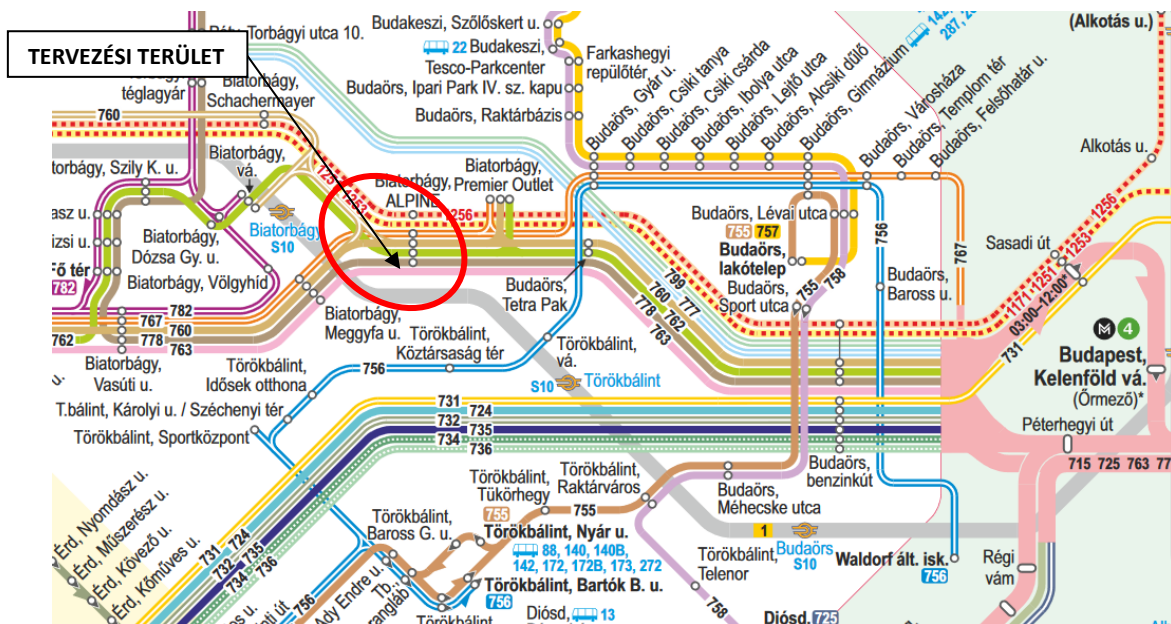 Torbágyi utca 10.
TERVEZÉSI TERÜLET
téglagyár
Biatorbágy,
Schachermayer
760
Szily K. u.
Biatorbágy,
vá.
Biatorbágy
S10
Biatorbágy,
Dózsa Gy. u.
Biatorbágy, Völgyhíd
Fő tér
782
782
767
760
778
763
762
Biatorbágy,
Vasúti u.
1253
Biatorbágy,
ALPINE
1256
Biatorbágy,
Premier Outlet
Biatorbágy,
Meggyfa u.
Budakeszi, Szőlőskert u.
22 Budakeszi,
Tesco-Parkcenter
Budaörs, Ipari Park IV. sz. kapu
Budaörs, Raktárbázis
Farkashegyi
repülőtér
Budaörs, Gyár u.
Budaörs, Csiki tanya
Budaörs, Csiki csárda
Budaörs, Ibolya utca
Budaörs, Lejtő utca
Budaörs, Alcsiki dűlő
Budaörs, Gimnázium
Budaörs, Városháza
Budaörs, Templom tér
Budaörs, Felsőhatár u.
(Alkotás u.)
Alkotás u.
Budaörs, Lévai utca
755 757
Budaörs,
lakótelep
Budaörs,
Sport utca
755
758
756
767
Budaörs,
Baross u.
Budaörs,
Tetra Pak
799
777
760
762
778
763
Sasadi út
1171 · 1251 · 1253 · 1256
03:00–12:00*
731
M 4
Budapest,
Kelenföld vá.
(Őrmező)*
Péterhegyi út
715 725 763
Régi
vám
Törökbálint,
Köztársaság tér
Törökbálint,
vá.
S10 Törökbálint
756
Törökbálint,
Idősek otthona
T.bálint, Károlyi u. / Széchenyi tér
Törökbálint, Sportközpont
731
724
732
735
734
736
Érd, Nyomdász u.
Érd, Műszerész u.
Érd, Kövező u.
Érd, Kőműves u.
731
724
732
735
734
736
756
Ady Endre u.
Törökbálint,
Baross G. u.
Törökbálint,
Tükörhegy
755
755
Törökbálint,
Raktárváros
Törökbálint, Nyár u.
88, 140, 140B,
142, 172, 172B, 173, 272
Törökbálint, Bartók B. u.
756
Törökbálint
Diósd, 13
Budaörs,
Méhecske utca
Budaörs,
benzinkút
1
Budaörs
S10
Törökbálint,
Telenor
758
Waldorf ált. isk.
756
Diósd, 725